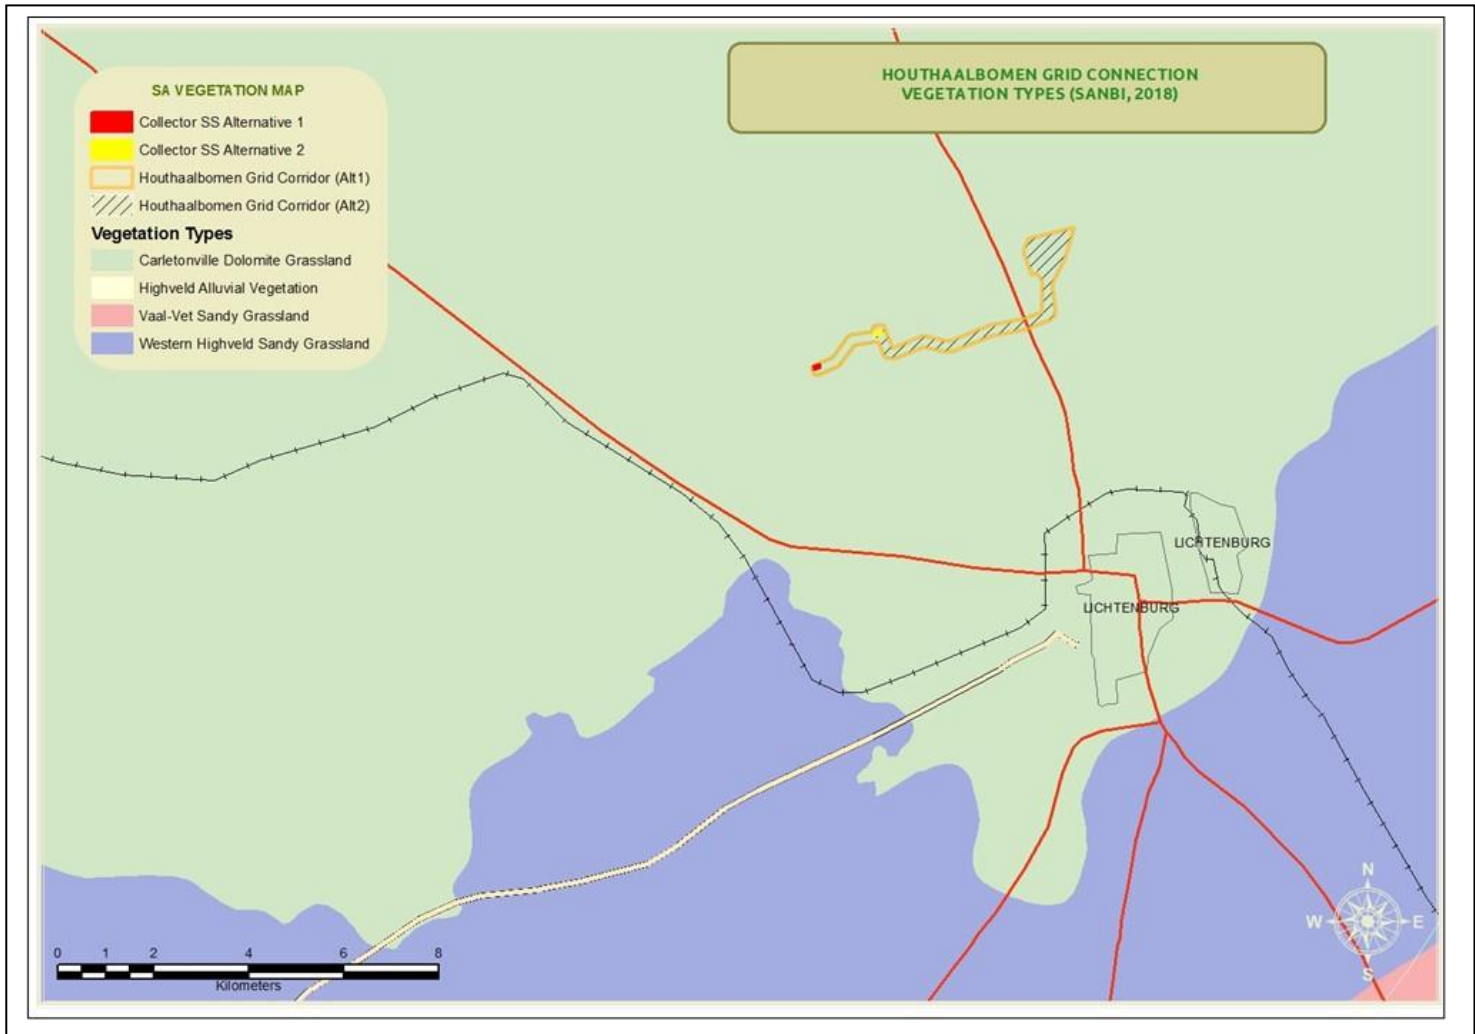 HOUTHAALBOMEN GRID CONNECTION
VEGETATION TYPES (SANBI, 2018)
SA VEGETATION MAP
Collector SS Alternative 1
Collector SS Alternative 2
Houthaalbomen Grid Corridor (Alt1)
Houthaalbomen Grid Corridor (Alt2)
Vegetation Types
Carletonville Dolomite Grassland
Highveld Alluvial Vegetation
Vaal-Vet Sandy Grassland
Western Highveld Sandy Grassland
LICHTENBURG
LICHTENBURG
N
W E
S
0 1 2 4 6 8
Kilometers